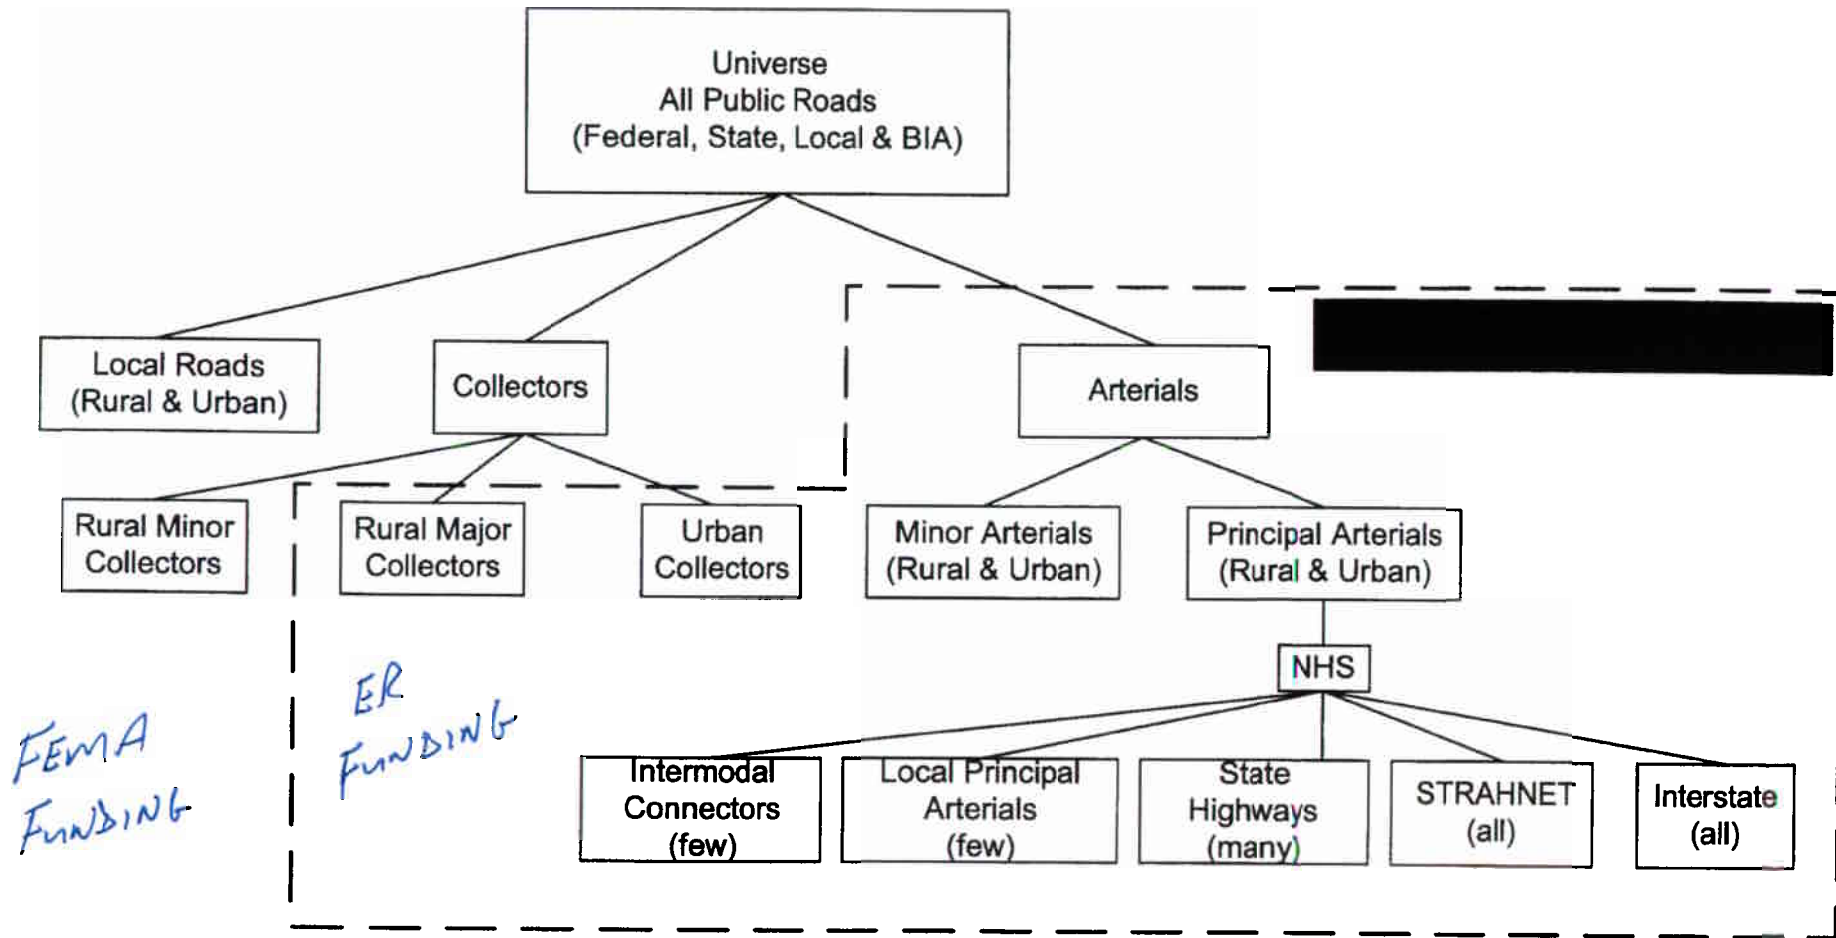 Universe
All Public Roads
(Federal, State, Local & BIA)
Local Roads
(Rural & Urban)
Collectors
Arterials
Rural Minor
Collectors
Rural Major
Collectors
Urban
Collectors
Minor Arterials
(Rural & Urban)
Principal Arterials
(Rural & Urban)
NHS
FEMA
FUNDING
ER
FUNDING
Intermodal
Connectors
(few)
Local Principal
Arterials
(few)
State
Highways
(many)
STRAHNET
(all)
Interstate
(all)